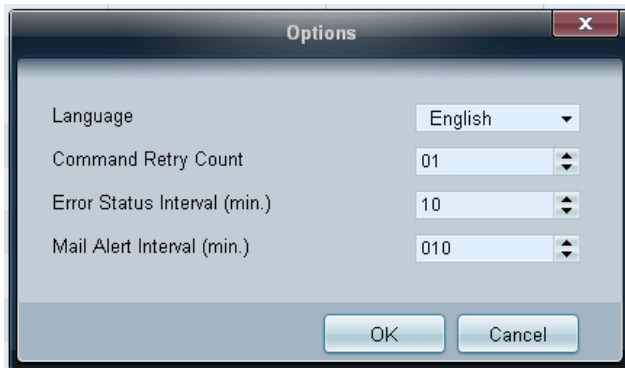 Options
x
Language English
Command Retry Count 01
Error Status Interval (min.) 10
Mail Alert Interval (min.) 010
OK Cancel